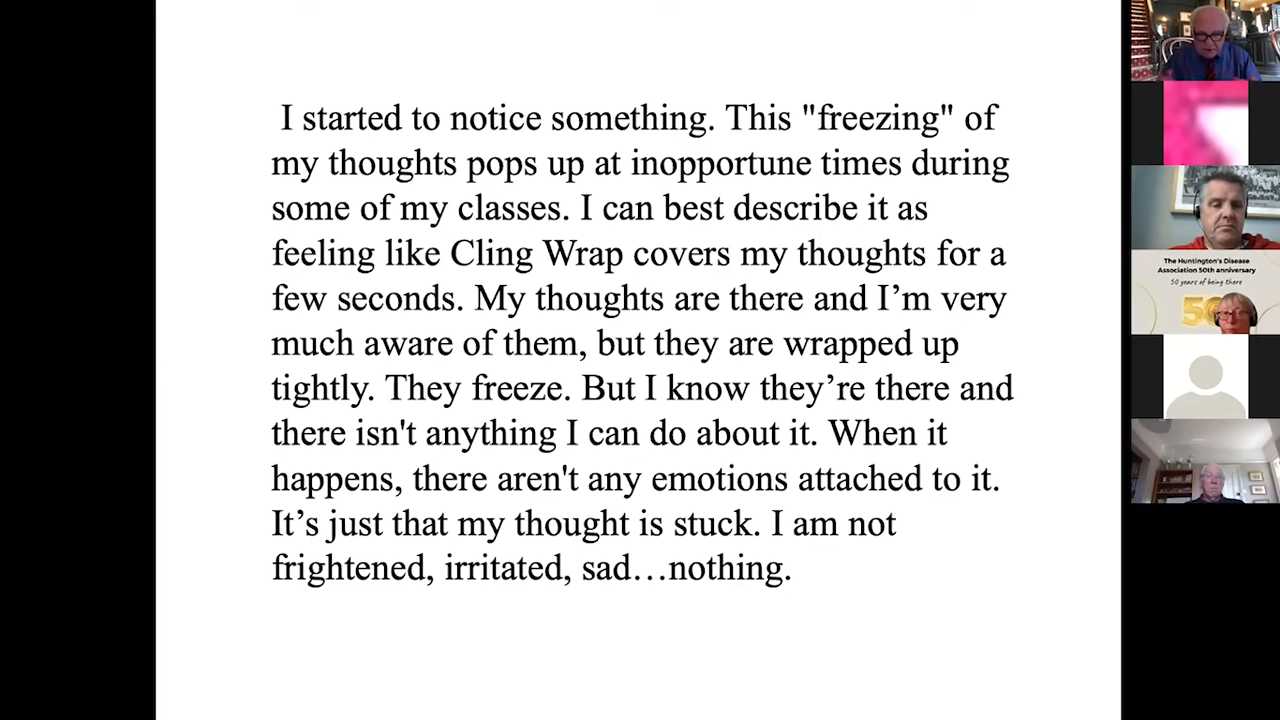 I started to notice something. This "freezing" of
my thoughts pops up at inopportune times during
some of my classes. I can best describe it as
feeling like Cling Wrap covers my thoughts for a
few seconds. My thoughts are there and I’m very
much aware of them, but they are wrapped up
tightly. They freeze. But I know they’re there and
there isn't anything I can do about it. When it
happens, there aren't any emotions attached to it.
It’s just that my thought is stuck. I am not
frightened, irritated, sad…nothing.
The Huntington's Disease
Association 50th anniversary
50 years of being there